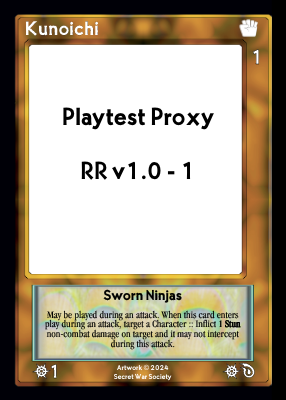 Kunoichi
1
Playtest Proxy
RR v1.0 - 1
Sworn Ninjas
May be played during an attack. When this card enters
play during an attack, target a Character :: Inflict 1 Stun
non-combat damage on target and it may not intercept
during this attack.
1
Artwork © 2024
Secret War Society